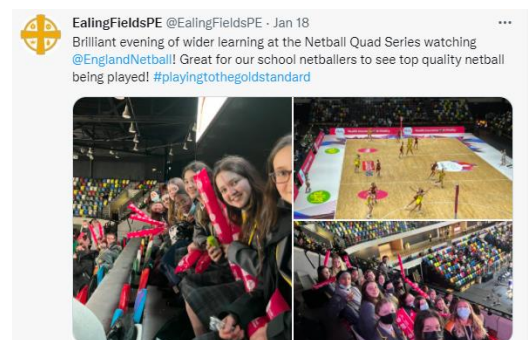 EalingFieldsPE @EalingFieldsPE · Jan 18
Brilliant evening of wider learning at the Netball Quad Series watching
@EnglandNetball! Great for our school netballers to see top quality netball
being played! #playingtothegoldstandard